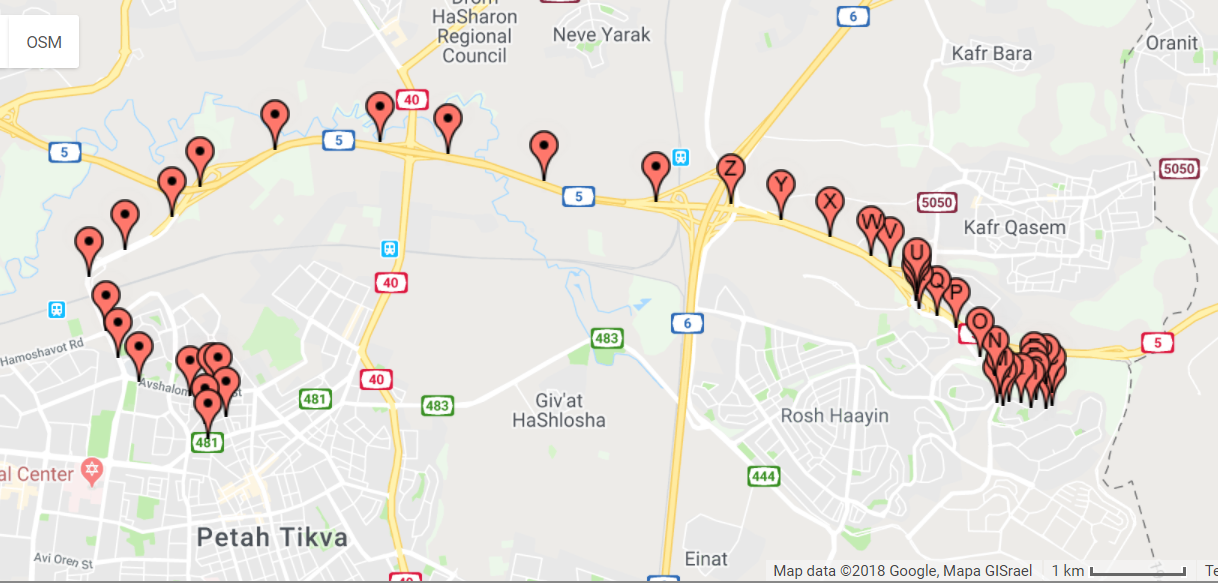 Drom
HaSharon
Regional
Council
OSM
6
Neve Yarak
Kafr Bara
Oranit
40
5
5
5050
Z
Y
X
W
V
U
5
5050
Kafr Qasem
40
Q
P
O
N
6
5
483
Hamoshavot Rd
40
481
483
Giv'at
HaShlosha
Rosh Haayin
481
al Center
444
Petah Tikva
Avi Oren St
Einat
40
Map data ©2018 Google, Mapa GISrael
1 km
Te